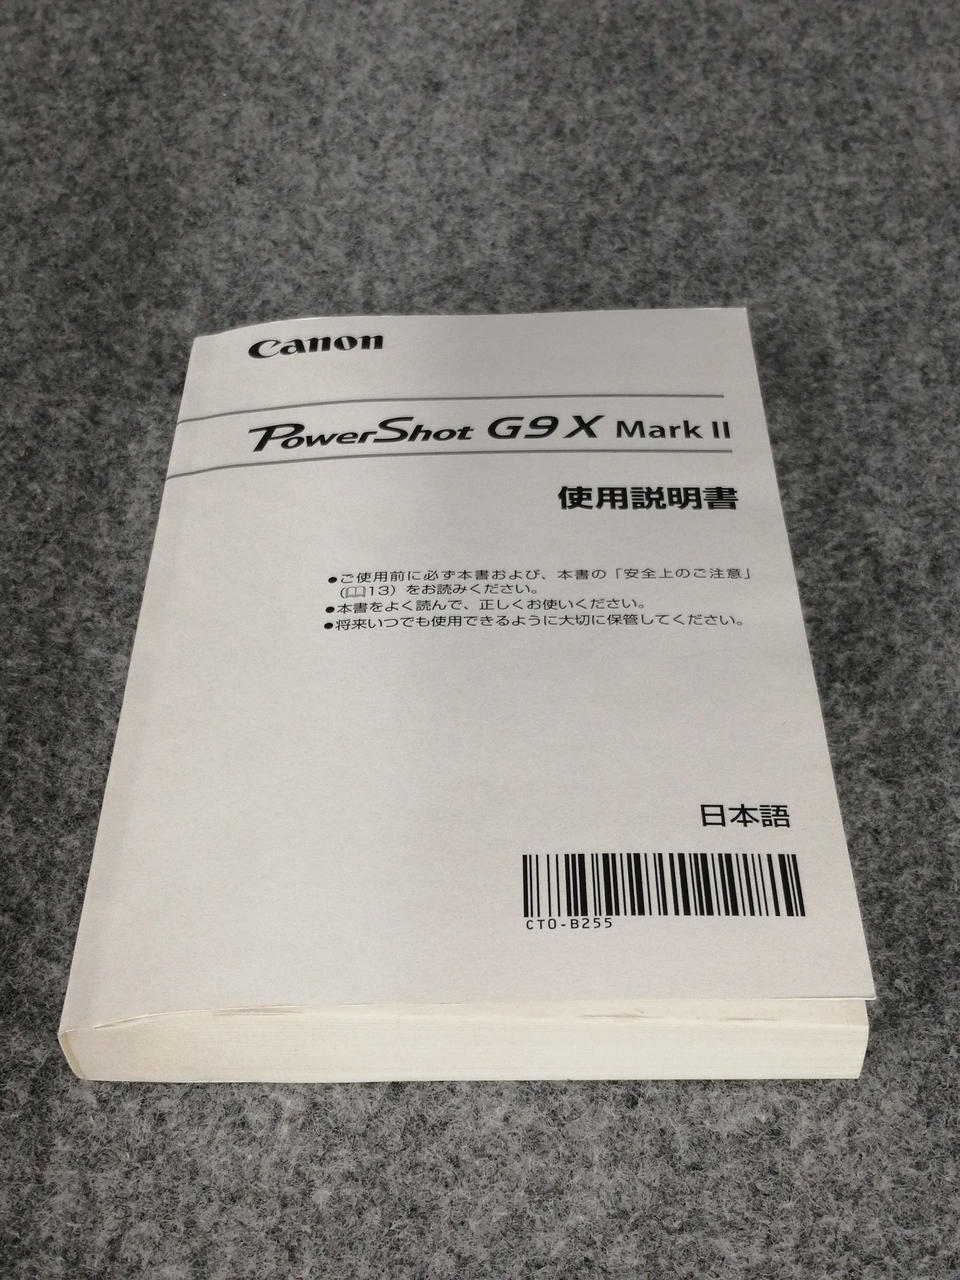 Canon
PowerShot G9X Mark II
使用説明書
●ご使用前に必ず本書および、本書の「安全上のご注意」
(📖13)をお読みください。
●本書をよく読んで、正しくお使いください。
●将来いつでも使用できるように大切に保管してください。
日本語
CT0-B255